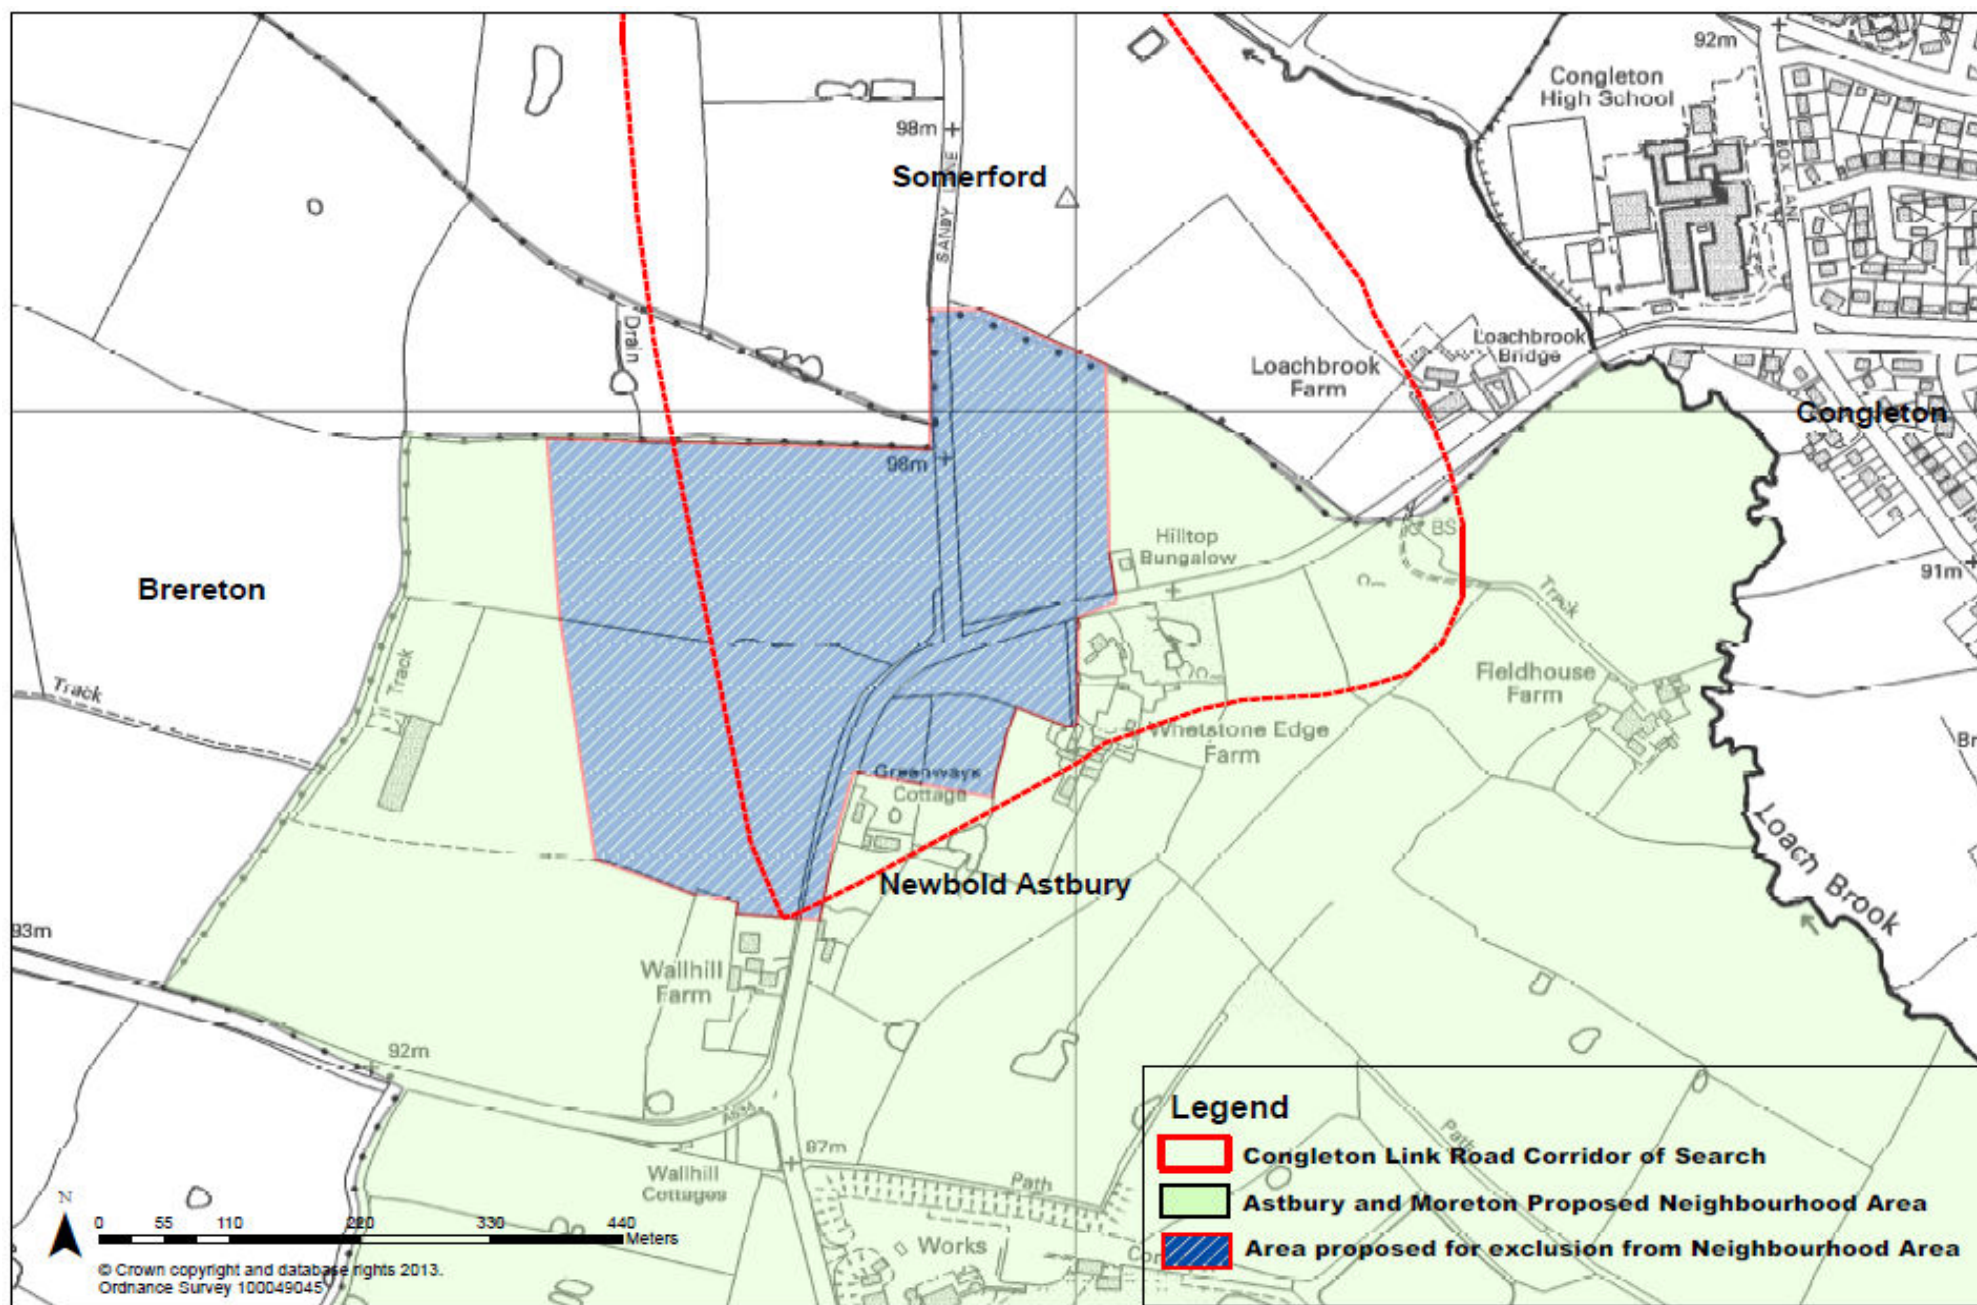 92m
Congleton
High School
98m
BOX LANE
Somerford
SANDY LANE
Drain
Loachbrook
Bridge
Loachbrook
Farm
Congleton
98m
BS
Hilltop
Bungalow
91m
Brereton
Track
Track
Track
Fieldhouse
Farm
Whetstone Edge
Farm
Greenways
Cottage
Newbold Astbury
Loach Brook
93m
Wallhill
Farm
92m
Path
97m
Path
Wallhill
Cottages
Works
Legend
Congleton Link Road Corridor of Search
Astbury and Moreton Proposed Neighbourhood Area
Area proposed for exclusion from Neighbourhood Area
N
0 55 110 220 330 440
Meters
© Crown copyright and database rights 2013.
Ordnance Survey 100049045